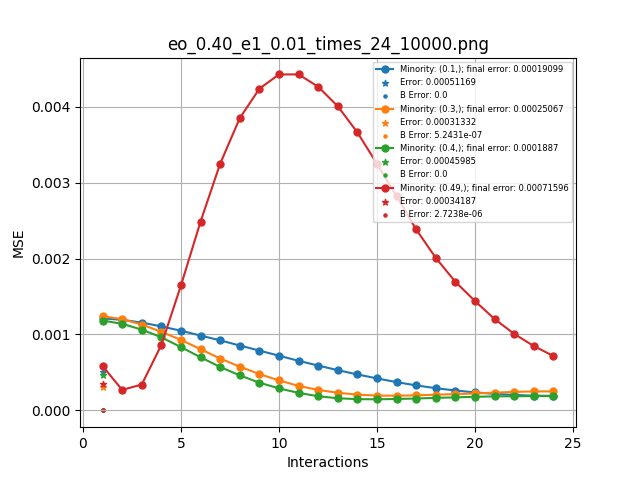 eo_0.40_e1_0.01_times_24_10000.png
Minority: (0.1,); final error: 0.00019099
Error: 0.00051169
B Error: 0.0
Minority: (0.3,); final error: 0.00025067
Error: 0.00031332
B Error: 5.2431e-07
Minority: (0.4,); final error: 0.0001887
Error: 0.00045985
B Error: 0.0
Minority: (0.49,); final error: 0.00071596
Error: 0.00034187
B Error: 2.7238e-06
MSE
0.004
0.003
0.002
0.001
0.000
0 5 10 15 20 25
Interactions